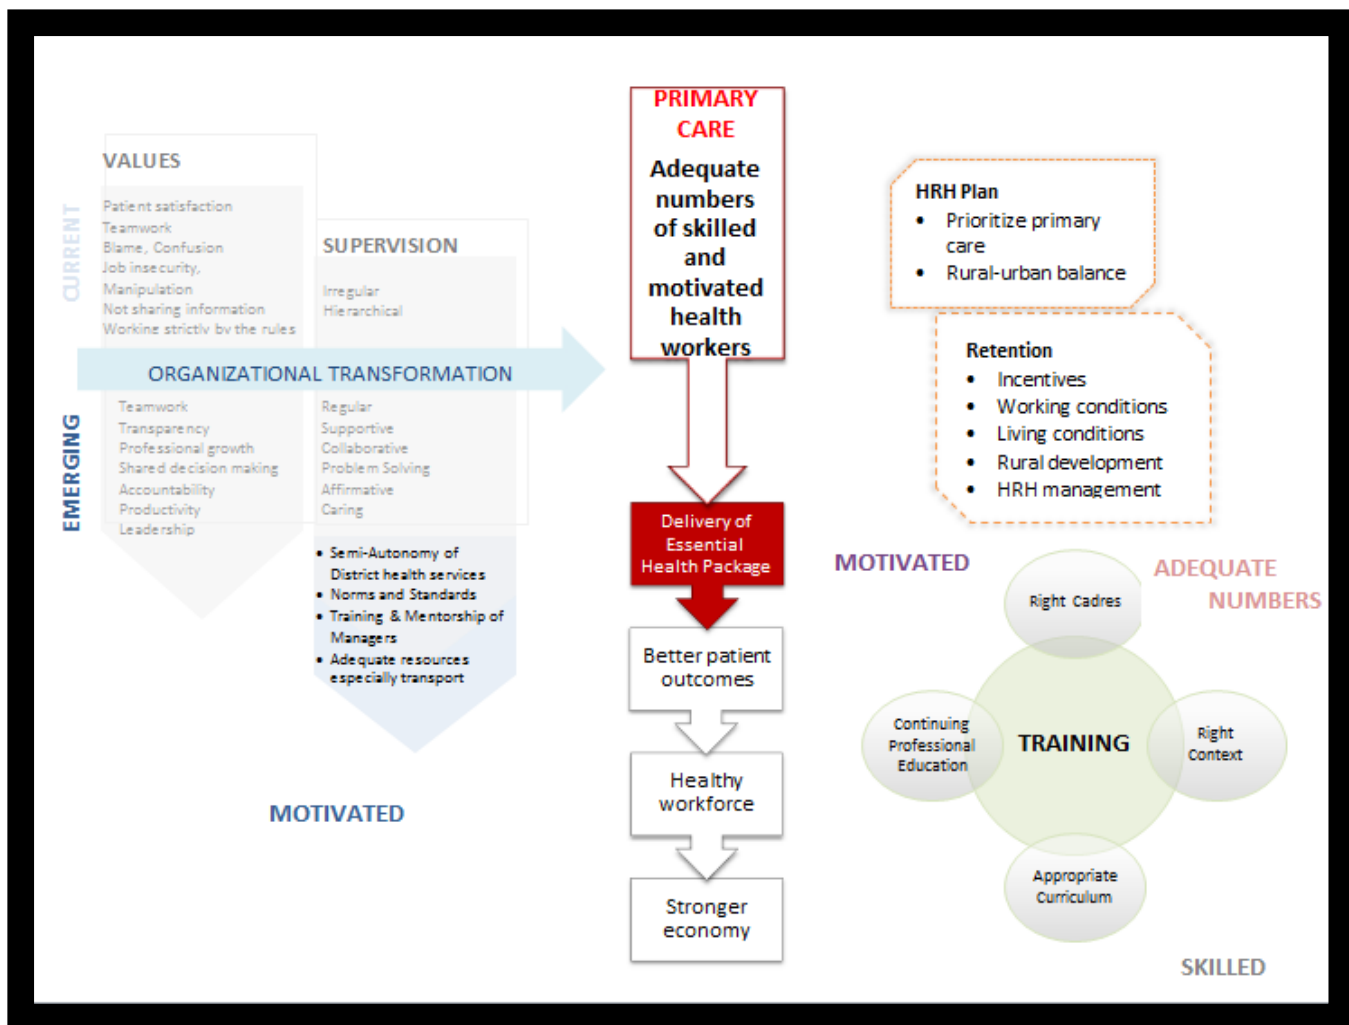 CURRENT
VALUES
Patient satisfaction
Teamwork
Blame, Confusion
Job insecurity,
Manipulation
Not sharing information
Working strictly by the rules
SUPERVISION
Irregular
Hierarchical
ORGANIZATIONAL TRANSFORMATION
EMERGING
Teamwork
Transparency
Professional growth
Shared decision making
Accountability
Productivity
Leadership
Regular
Supportive
Collaborative
Problem Solving
Affirmative
Caring
• Semi-Autonomy of
District health services
• Norms and Standards
• Training & Mentorship of
Managers
• Adequate resources
especially transport
MOTIVATED
PRIMARY
CARE
Adequate
numbers
of skilled
and
motivated
health
workers
Delivery of
Essential
Health Package
Better patient
outcomes
Healthy
workforce
Stronger
economy
HRH Plan
• Prioritize primary
care
• Rural-urban balance
Retention
• Incentives
• Working conditions
• Living conditions
• Rural development
• HRH management
MOTIVATED
ADEQUATE
NUMBERS
Right Cadres
Continuing
Professional
Education
TRAINING
Right
Context
Appropriate
Curriculum
SKILLED